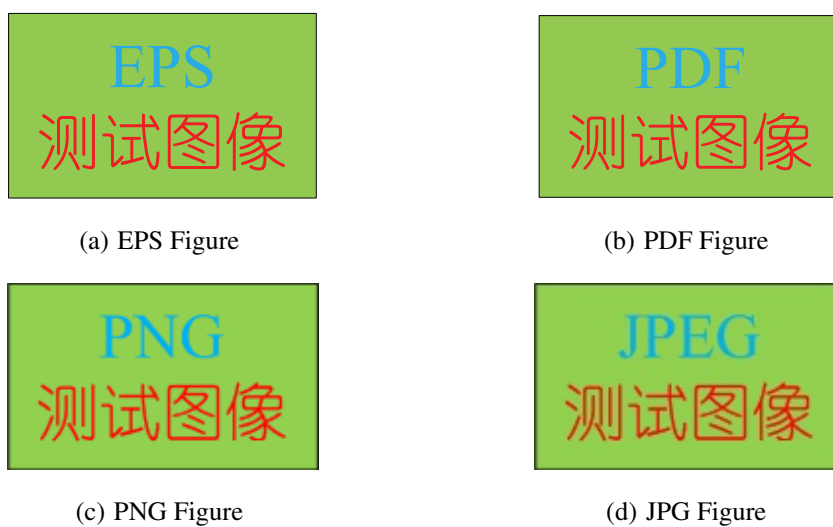 EPS
测试图像
(a) EPS Figure
PDF
测试图像
(b) PDF Figure
PNG
测试图像
(c) PNG Figure
JPEG
测试图像
(d) JPG Figure